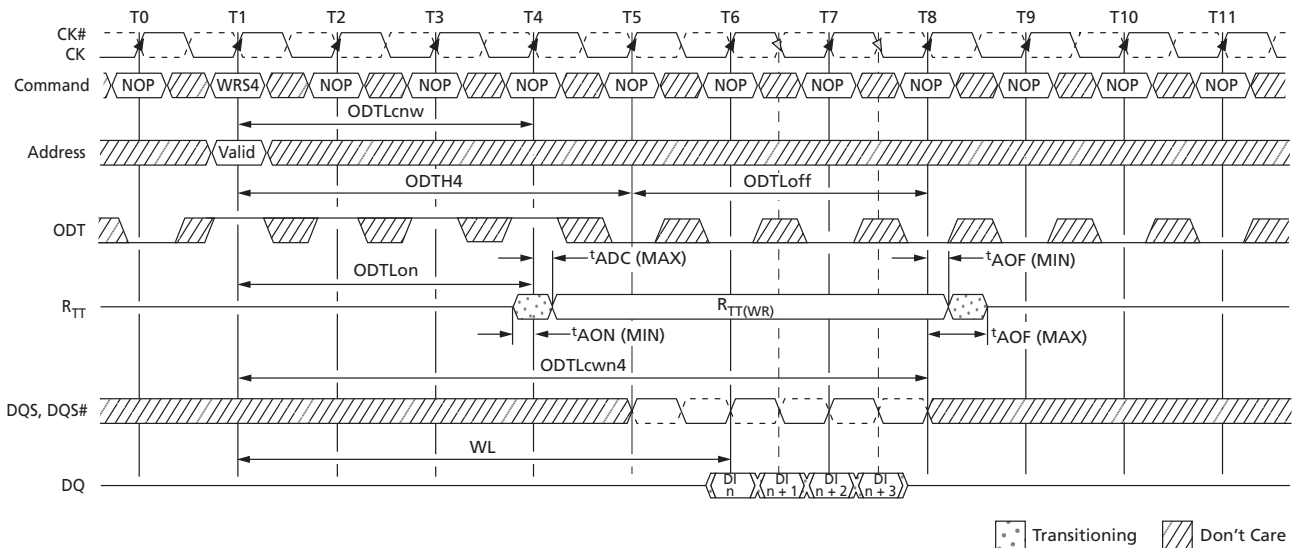 T0 T1 T2 T3 T4 T5 T6 T7 T8 T9 T10 T11
CK#
CK
Command NOP WRS4 NOP NOP NOP NOP NOP NOP NOP NOP NOP NOP
ODTLcnw
Address Valid
ODTH4 ODTLoff
ODT
tADC (MAX) tAOF (MIN)
ODTLon
RTT RTT(WR)
tAON (MIN) tAOF (MAX)
ODTLcwn4
DQS, DQS#
WL
DQ DI n DI n + 1 DI n + 2 DI n + 3
Transitioning Don't Care